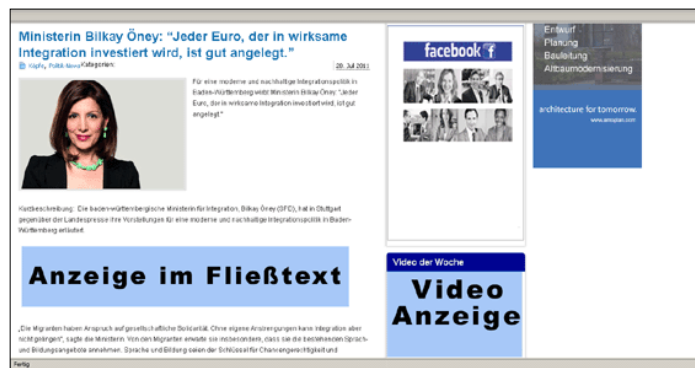 Ministerin Bilkay Öney: "Jeder Euro, der in wirksame
Integration investiert wird, ist gut angelegt."
Köpfe, Politik-News Kategorien:
28. Jul 2011
Für eine moderne und nachhaltige Integrationspolitik in
Baden-Württemberg wirbt Ministerin Bilkay Öney: "Jeder
Euro, der in wirksame Integration investiert wird, ist gut
angelegt."
Kurzbeschreibung: Die baden-württembergische Ministerin für Integration, Bilkay Öney (SPD), hat in Stuttgart
gegenüber der Landespresse ihre Vorstellungen für eine moderne und nachhaltige Integrationspolitik in Baden-
Württemberg erläutert.
Anzeige im Fließtext
„Die Migranten haben Anspruch auf gesellschaftliche Solidarität. Ohne eigene Anstrengungen kann Integration aber
nicht gelingen", sagte die Ministerin. Von den Migranten erwarte sie insbesondere, dass sie die bestehenden Sprach-
und Bildungsangebote annehmen. Sprache und Bildung seien der Schlüssel für Chancengerechtigkeit und
facebook f
Video der Woche
Video
Anzeige
Entwurf
Planung
Bauleitung
Altbaumodernisierung
architecture for tomorrow.
Fertig